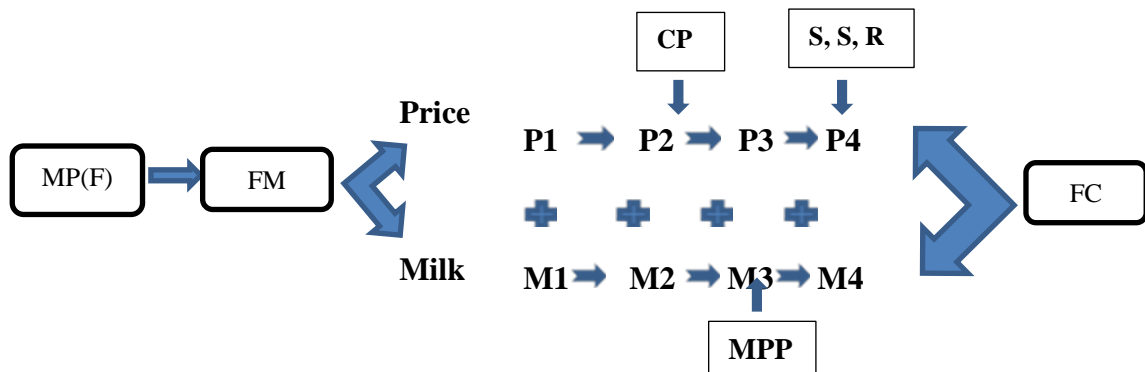 CP
S, S, R
Price
P1 P2 P3 P4
MP(F)
FM
FC
Milk
M1 M2 M3 M4
MPP